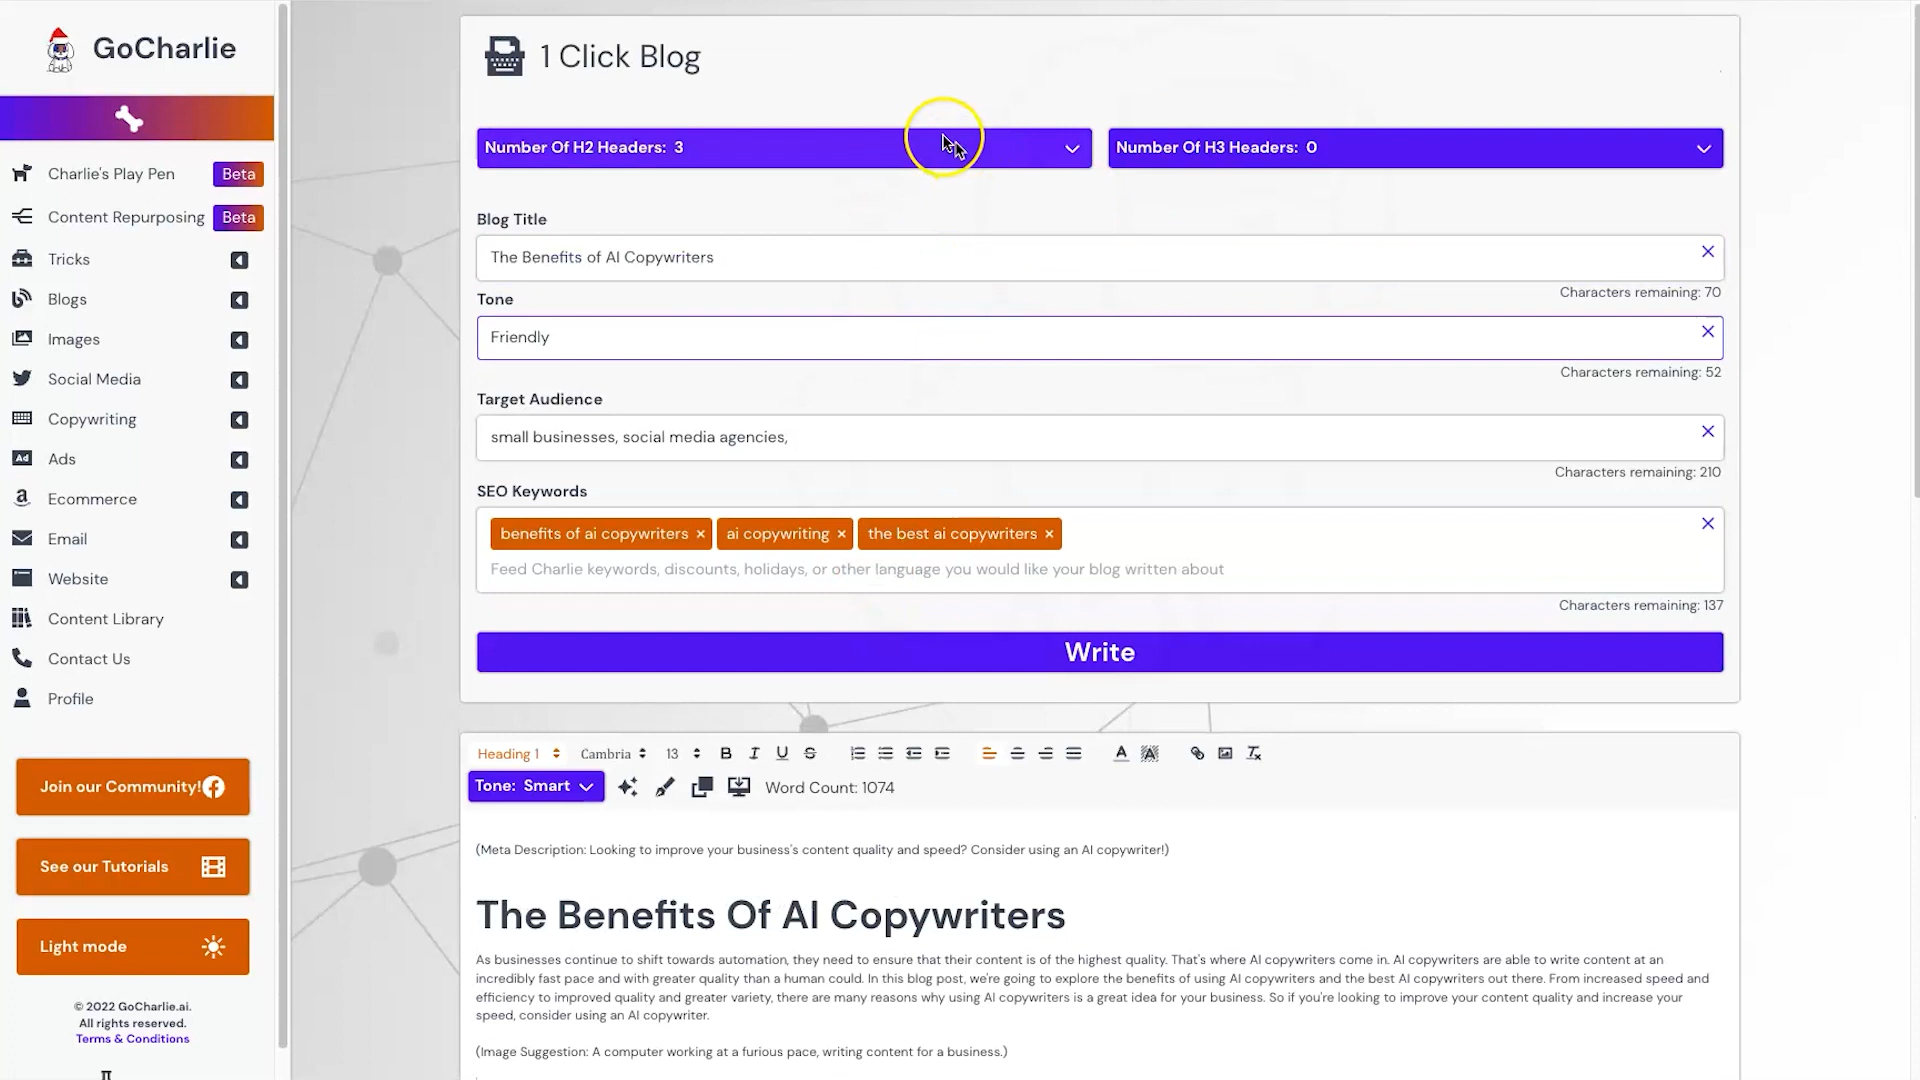 GoCharlie
Charlie's Play Pen Beta
Content Repurposing Beta
Tricks
Blogs
Images
Social Media
Copywriting
Ad Ads
Ecommerce
Email
Website
Content Library
Contact Us
Profile
Join our Community!
See our Tutorials
Light mode
© 2022 GoCharlie.ai.
All rights reserved.
Terms & Conditions
1 Click Blog
Number Of H2 Headers: 3
Number Of H3 Headers: 0
Blog Title
The Benefits of AI Copywriters
Characters remaining: 70
Tone
Friendly
Characters remaining: 52
Target Audience
small businesses, social media agencies,
Characters remaining: 210
SEO Keywords
benefits of ai copywriters × ai copywriting × the best ai copywriters ×
Feed Charlie keywords, discounts, holidays, or other language you would like your blog written about
Characters remaining: 137
Write
Heading 1 Cambria 13 B I U S
Tone: Smart Word Count: 1074
(Meta Description: Looking to improve your business's content quality and speed? Consider using an AI copywriter!)
The Benefits Of AI Copywriters
As businesses continue to shift towards automation, they need to ensure that their content is of the highest quality. That's where AI copywriters come in. AI copywriters are able to write content at an
incredibly fast pace and with greater quality than a human could. In this blog post, we're going to explore the benefits of using AI copywriters and the best AI copywriters out there. From increased speed and
efficiency to improved quality and greater variety, there are many reasons why using AI copywriters is a great idea for your business. So if you're looking to improve your content quality and increase your
speed, consider using an AI copywriter.
(Image Suggestion: A computer working at a furious pace, writing content for a business.)